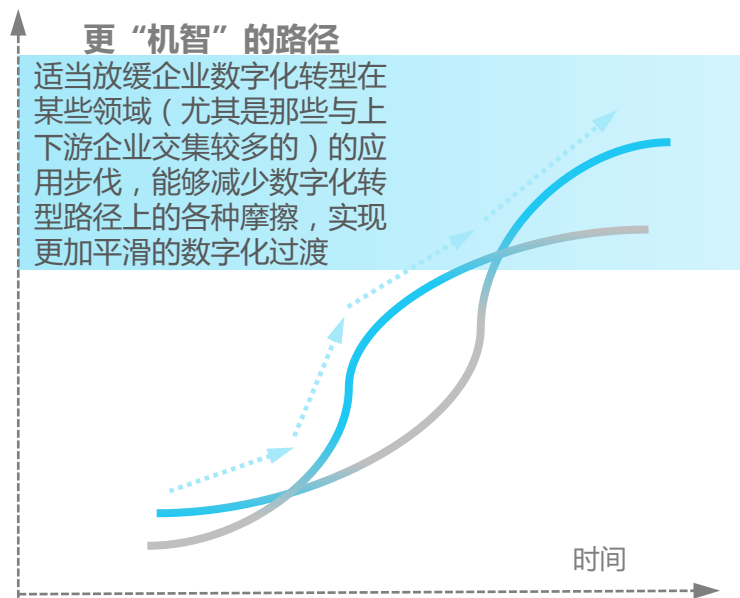 更“机智”的路径
适当放缓企业数字化转型在
某些领域（尤其是那些与上
下游企业交集较多的）的应
用步伐，能够减少数字化转
型路径上的各种摩擦，实现
更加平滑的数字化过渡
时间